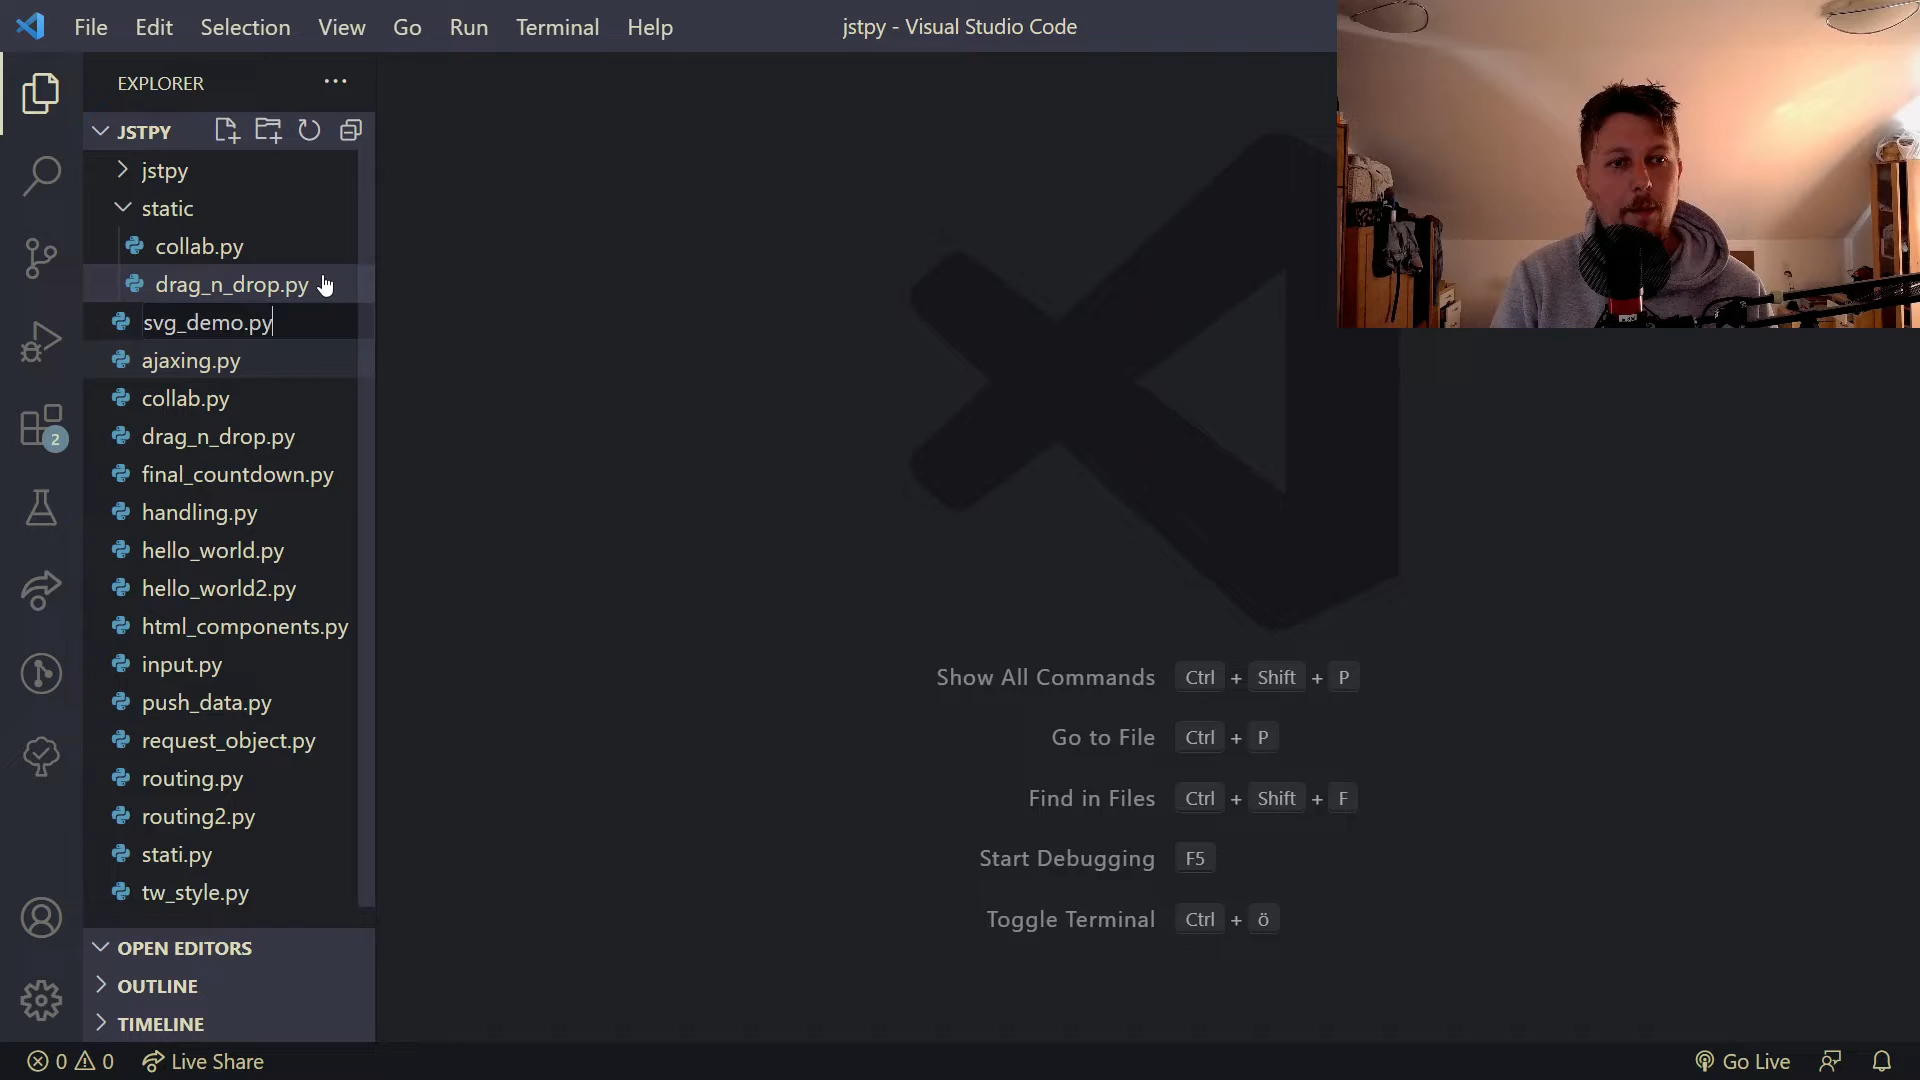 File Edit Selection View Go Run Terminal Help
jstpy - Visual Studio Code
EXPLORER
JSTPY
jstpy
static
collab.py
drag_n_drop.py
svg_demo.py
ajaxing.py
collab.py
drag_n_drop.py
final_countdown.py
handling.py
hello_world.py
hello_world2.py
html_components.py
input.py
push_data.py
request_object.py
routing.py
routing2.py
stati.py
tw_style.py
2
OPEN EDITORS
OUTLINE
TIMELINE
Show All Commands Ctrl + Shift + P
Go to File Ctrl + P
Find in Files Ctrl + Shift + F
Start Debugging F5
Toggle Terminal Ctrl + ö
0 0 Live Share
Go Live